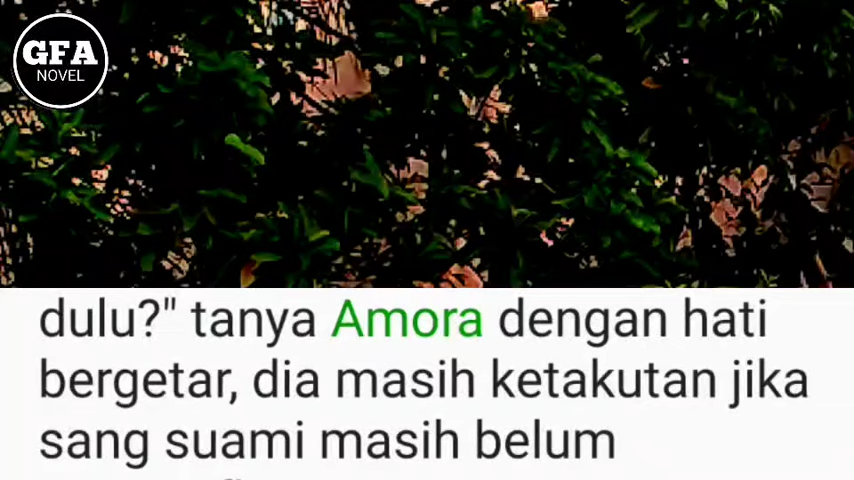 GFA
NOVEL
dulu?" tanya Amora dengan hati
bergetar, dia masih ketakutan jika
sang suami masih belum